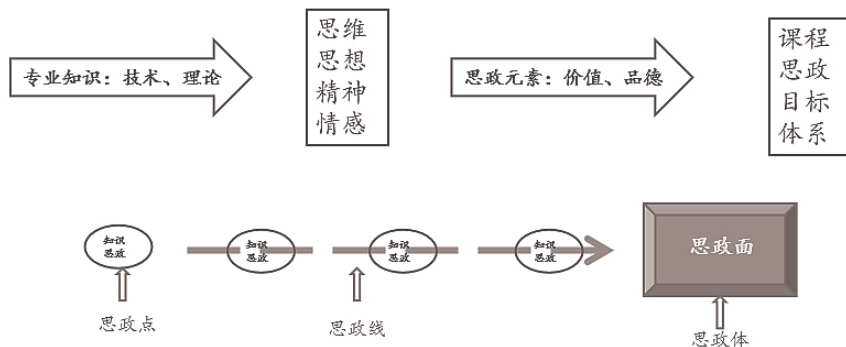 专业知识：技术、理论
思维
思想
精神
情感
思政元素：价值、品德
课程
思政
目标
体系
知识
思政
知识
思政
知识
思政
知识
思政
思政面
思政点
思政线
思政体